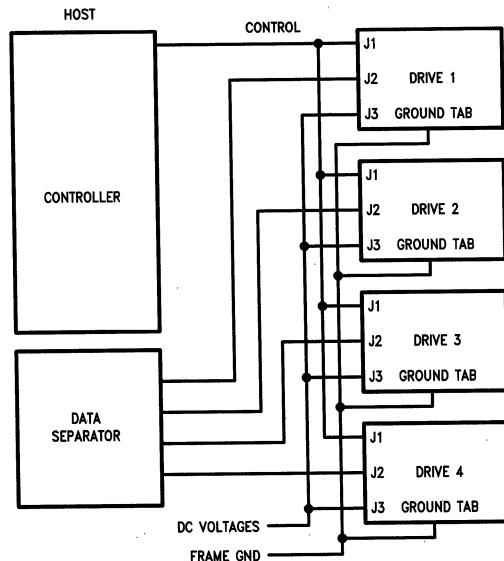 HOST
CONTROL
CONTROLLER
J1
J2 DRIVE 1
J3 GROUND TAB
J1
J2 DRIVE 2
J3 GROUND TAB
J1
J2 DRIVE 3
J3 GROUND TAB
DATA
SEPARATOR
J1
J2 DRIVE 4
J3 GROUND TAB
DC VOLTAGES
FRAME GND